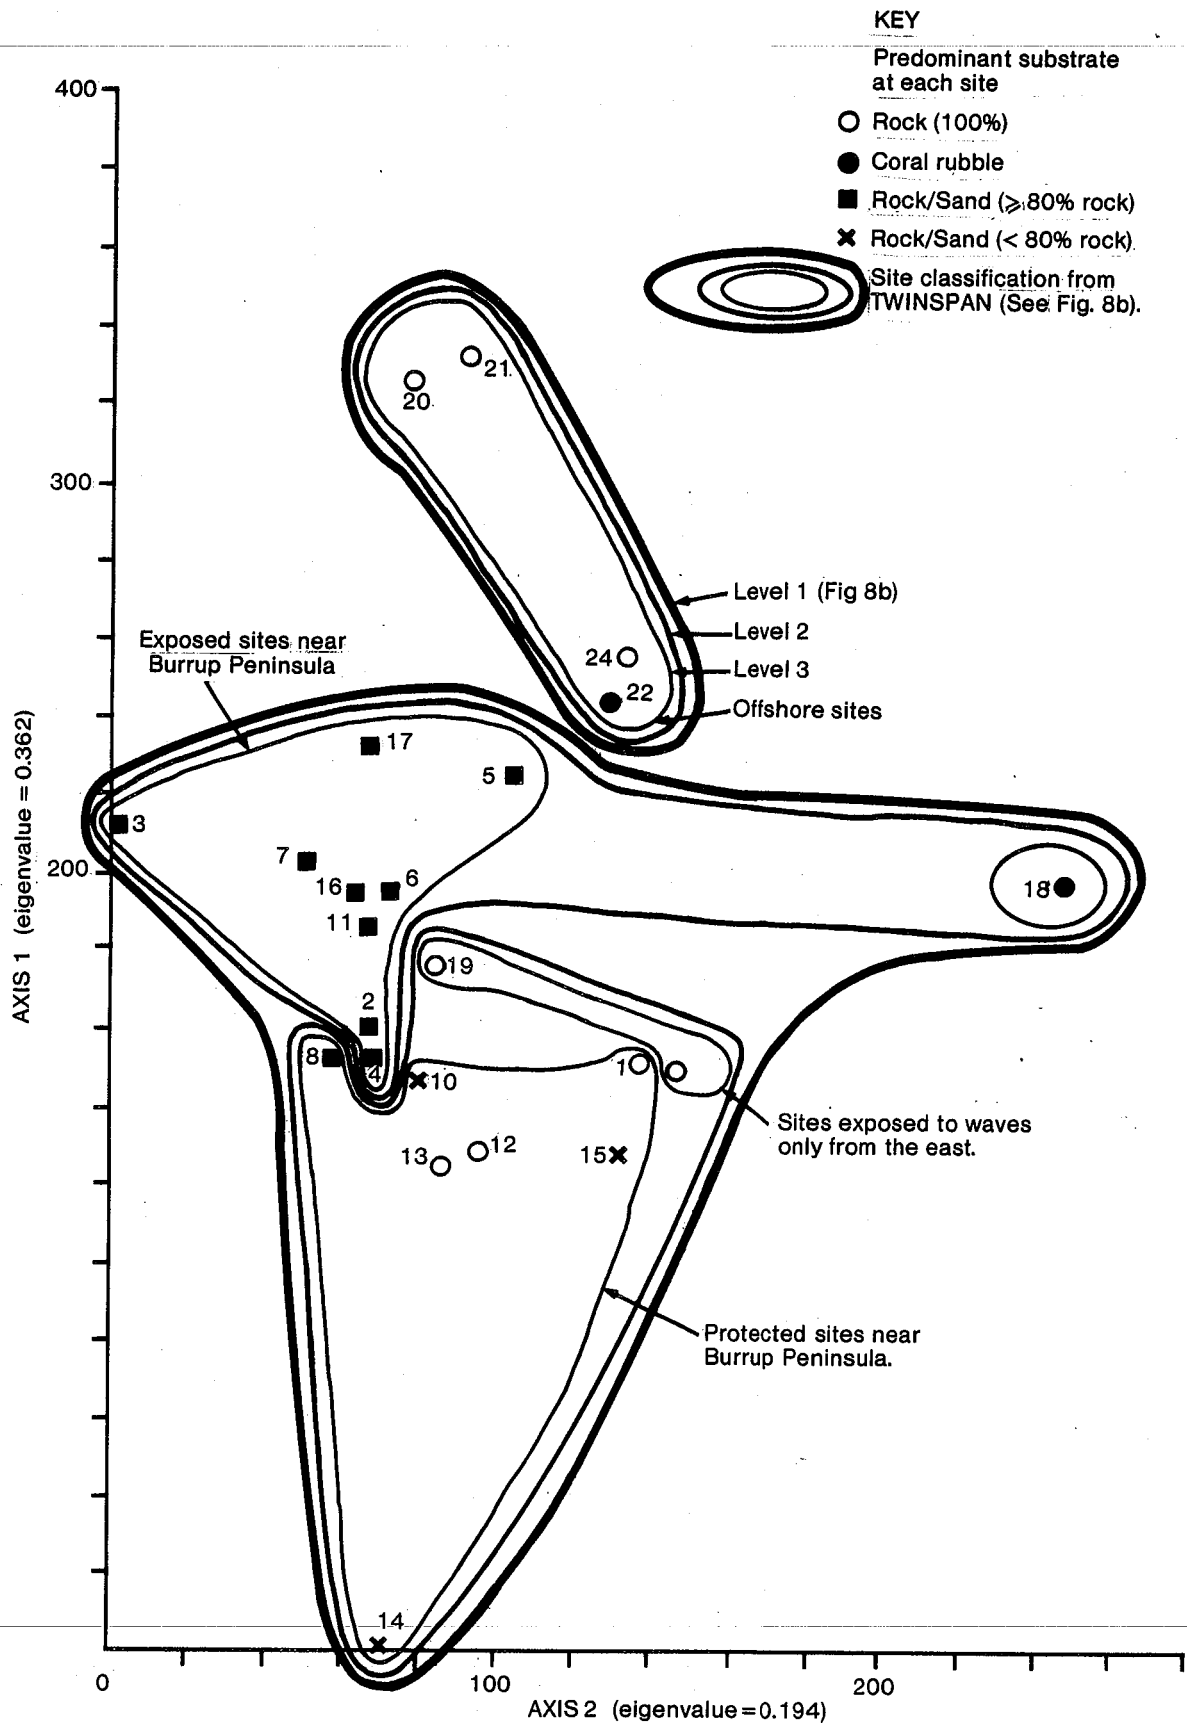 KEY
Predominant substrate
at each site
Rock (100%)
Coral rubble
Rock/Sand (⩾ 80% rock)
Rock/Sand (< 80% rock)
Site classification from
TWINSPAN (See Fig. 8b).
400
300
200
AXIS 1 (eigenvalue = 0.362)
21
20
24
22
Level 1 (Fig 8b)
Level 2
Level 3
Offshore sites
Exposed sites near
Burrup Peninsula
17
5
3
7
16
6
11
18
19
2
8
4
10
1
Sites exposed to waves
only from the east.
13
12
15
Protected sites near
Burrup Peninsula.
14
0
100
200
AXIS 2 (eigenvalue=0.194)